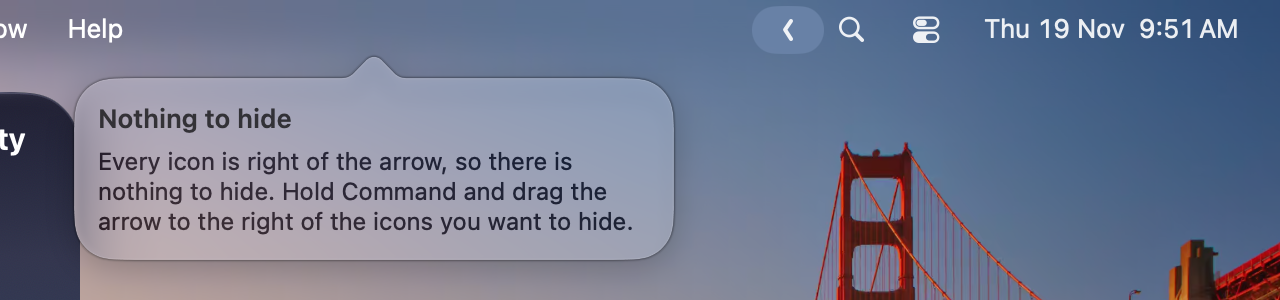 ow Help Thu 19 Nov 9:51 AM
ty
Nothing to hide
Every icon is right of the arrow, so there is
nothing to hide. Hold Command and drag the
arrow to the right of the icons you want to hide.